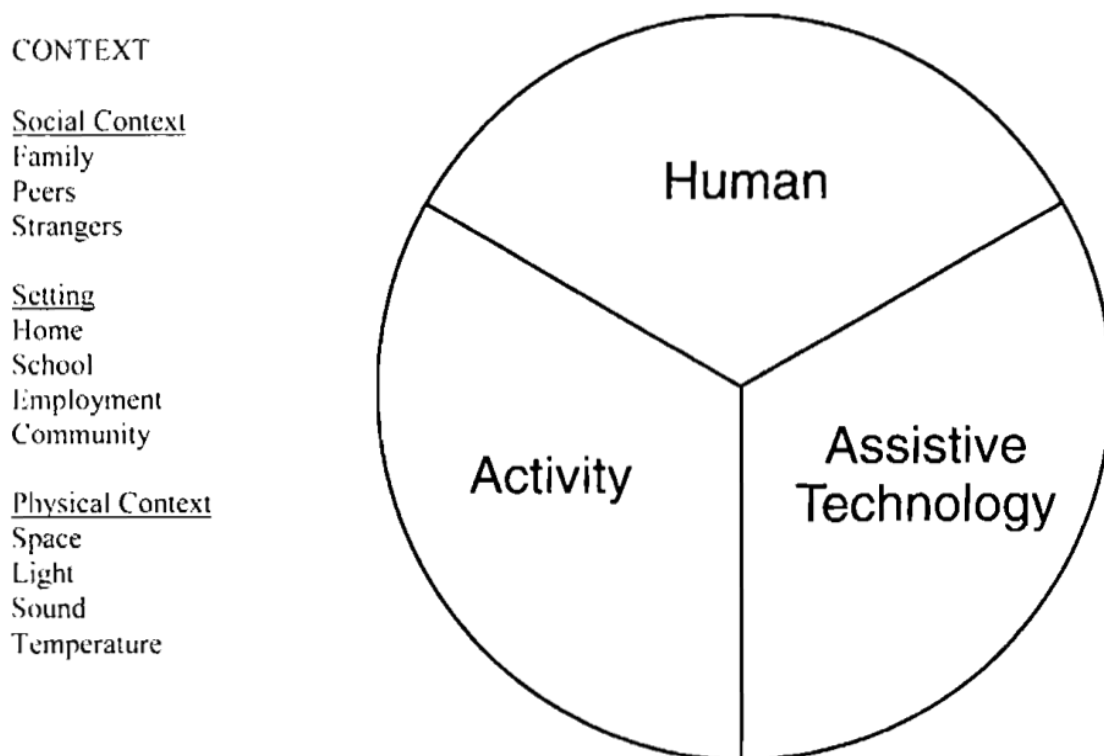 CONTEXT
Social Context
Family
Peers
Strangers
Setting
Home
School
Employment
Community
Physical Context
Space
Light
Sound
Temperature
Human
Activity
Assistive
Technology